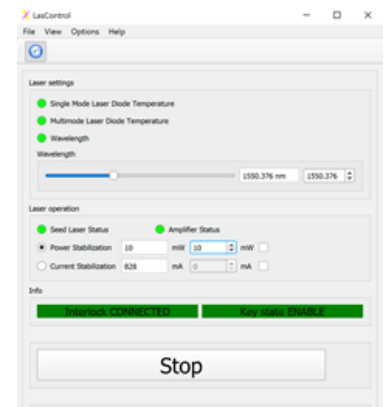 LasControl
File View Options Help
Laser settings
Single Mode Laser Diode Temperature
Multimode Laser Diode Temperature
Wavelength
Wavelength
1550.376 nm 1550.376
Laser operation
Seed Laser Status Amplifier Status
Power Stabilization 10 mW 10 mW
Current Stabilization 828 mA 0 mA
Info
Interlock CONNECTED Key state ENABLE
Stop